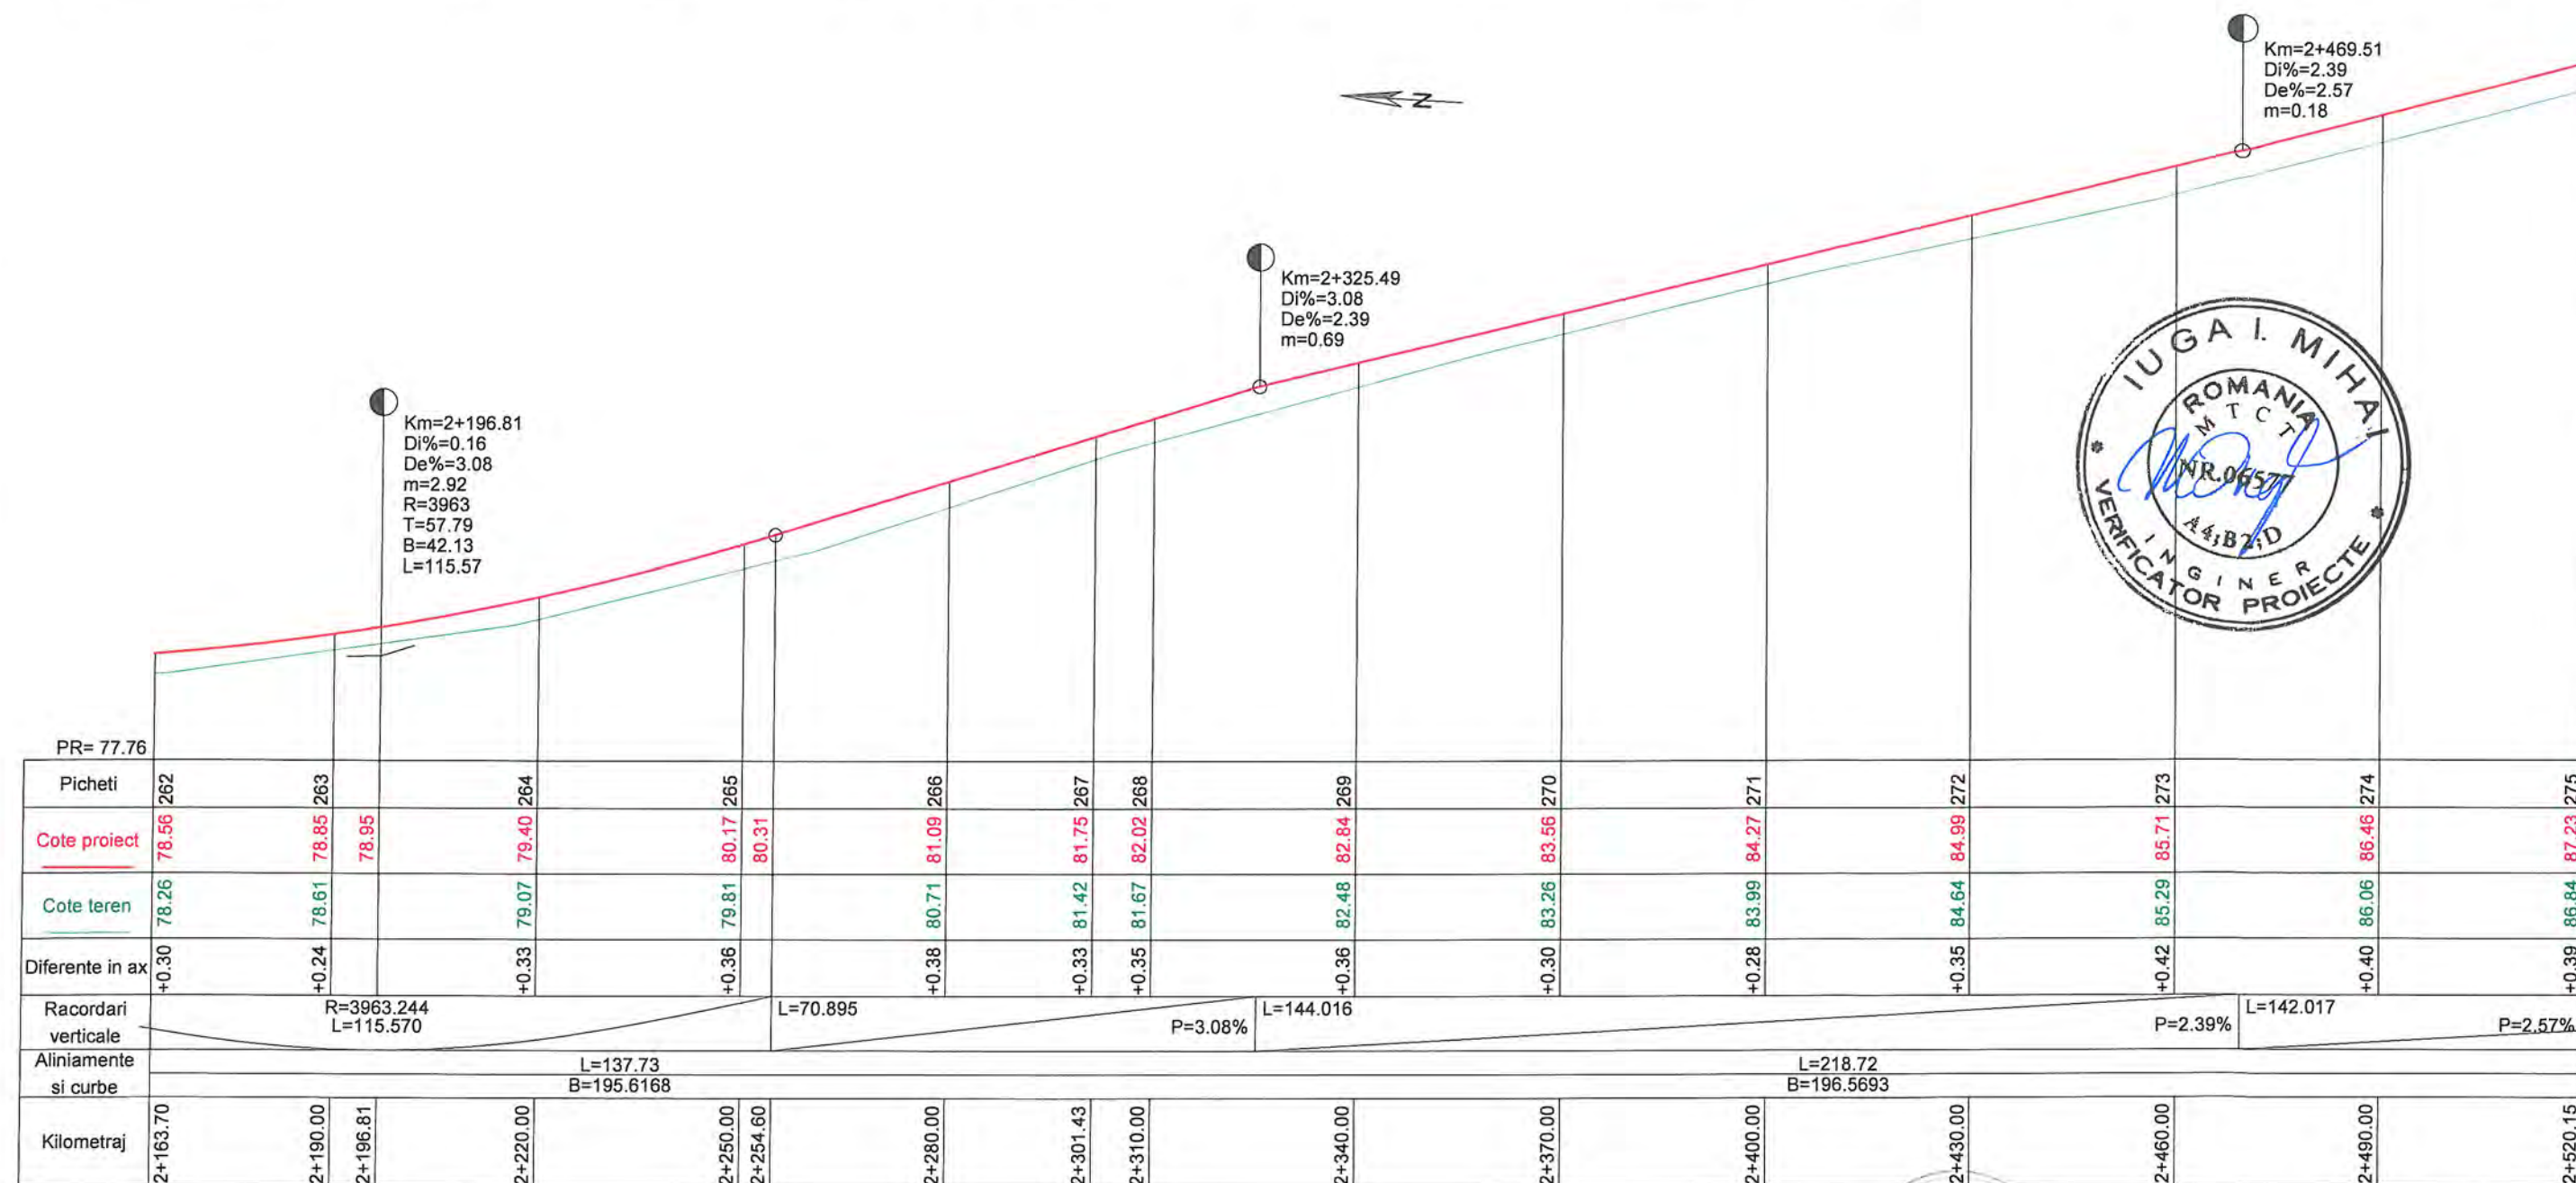 Km=2+469.51
Di%=2.39
De%=2.57
m=0.18
N
Km=2+325.49
Di%=3.08
De%=2.39
m=0.69
Km=2+196.81
Di%=0.16
De%=3.08
m=2.92
R=3963
T=57.79
B=42.13
L=115.57
IUGA I. MIHAI
ROMANIA
M T C T
NR.06577
A4;B2;D
INGINER
* VERIFICATOR PROIECTE *
PR= 77.76
Picheti 262 263 264 265 266 267 268 269 270 271 272 273 274 275
Cote proiect 78.56 78.85 78.95 79.40 80.17 80.31 81.09 81.75 82.02 82.84 83.56 84.27 84.99 85.71 86.46 87.23
Cote teren 78.26 78.61 79.07 79.81 80.71 81.42 81.67 82.48 83.26 83.99 84.64 85.29 86.06 86.84
Diferente in ax +0.30 +0.24 +0.33 +0.36 +0.38 +0.33 +0.35 +0.36 +0.30 +0.28 +0.35 +0.42 +0.40 +0.39
Racordari
verticale
R=3963.244
L=115.570
L=70.895
P=3.08%
L=144.016
P=2.39%
L=142.017
P=2.57%
Aliniamente
si curbe
L=137.73
B=195.6168
L=218.72
B=196.5693
Kilometraj 2+163.70 2+190.00 2+196.81 2+220.00 2+250.00 2+254.60 2+280.00 2+301.43 2+310.00 2+340.00 2+370.00 2+400.00 2+430.00 2+460.00 2+490.00 2+520.15